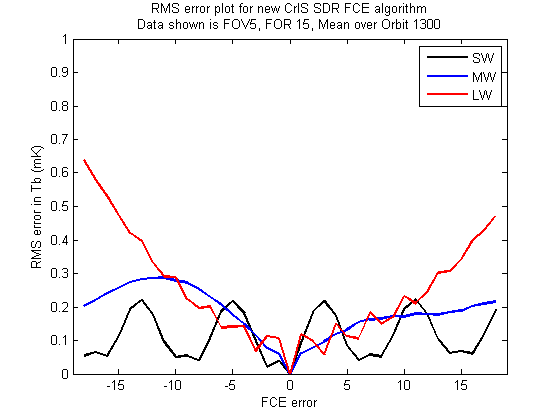 RMS error plot for new CrIS SDR FCE algorithm
Data shown is FOV5, FOR 15, Mean over Orbit 1300
1
0.9
0.8
0.7
0.6
0.5
0.4
0.3
0.2
0.1
0
RMS error in Tb (mK)
SW
MW
LW
-15
-10
-5
0
5
10
15
FCE error